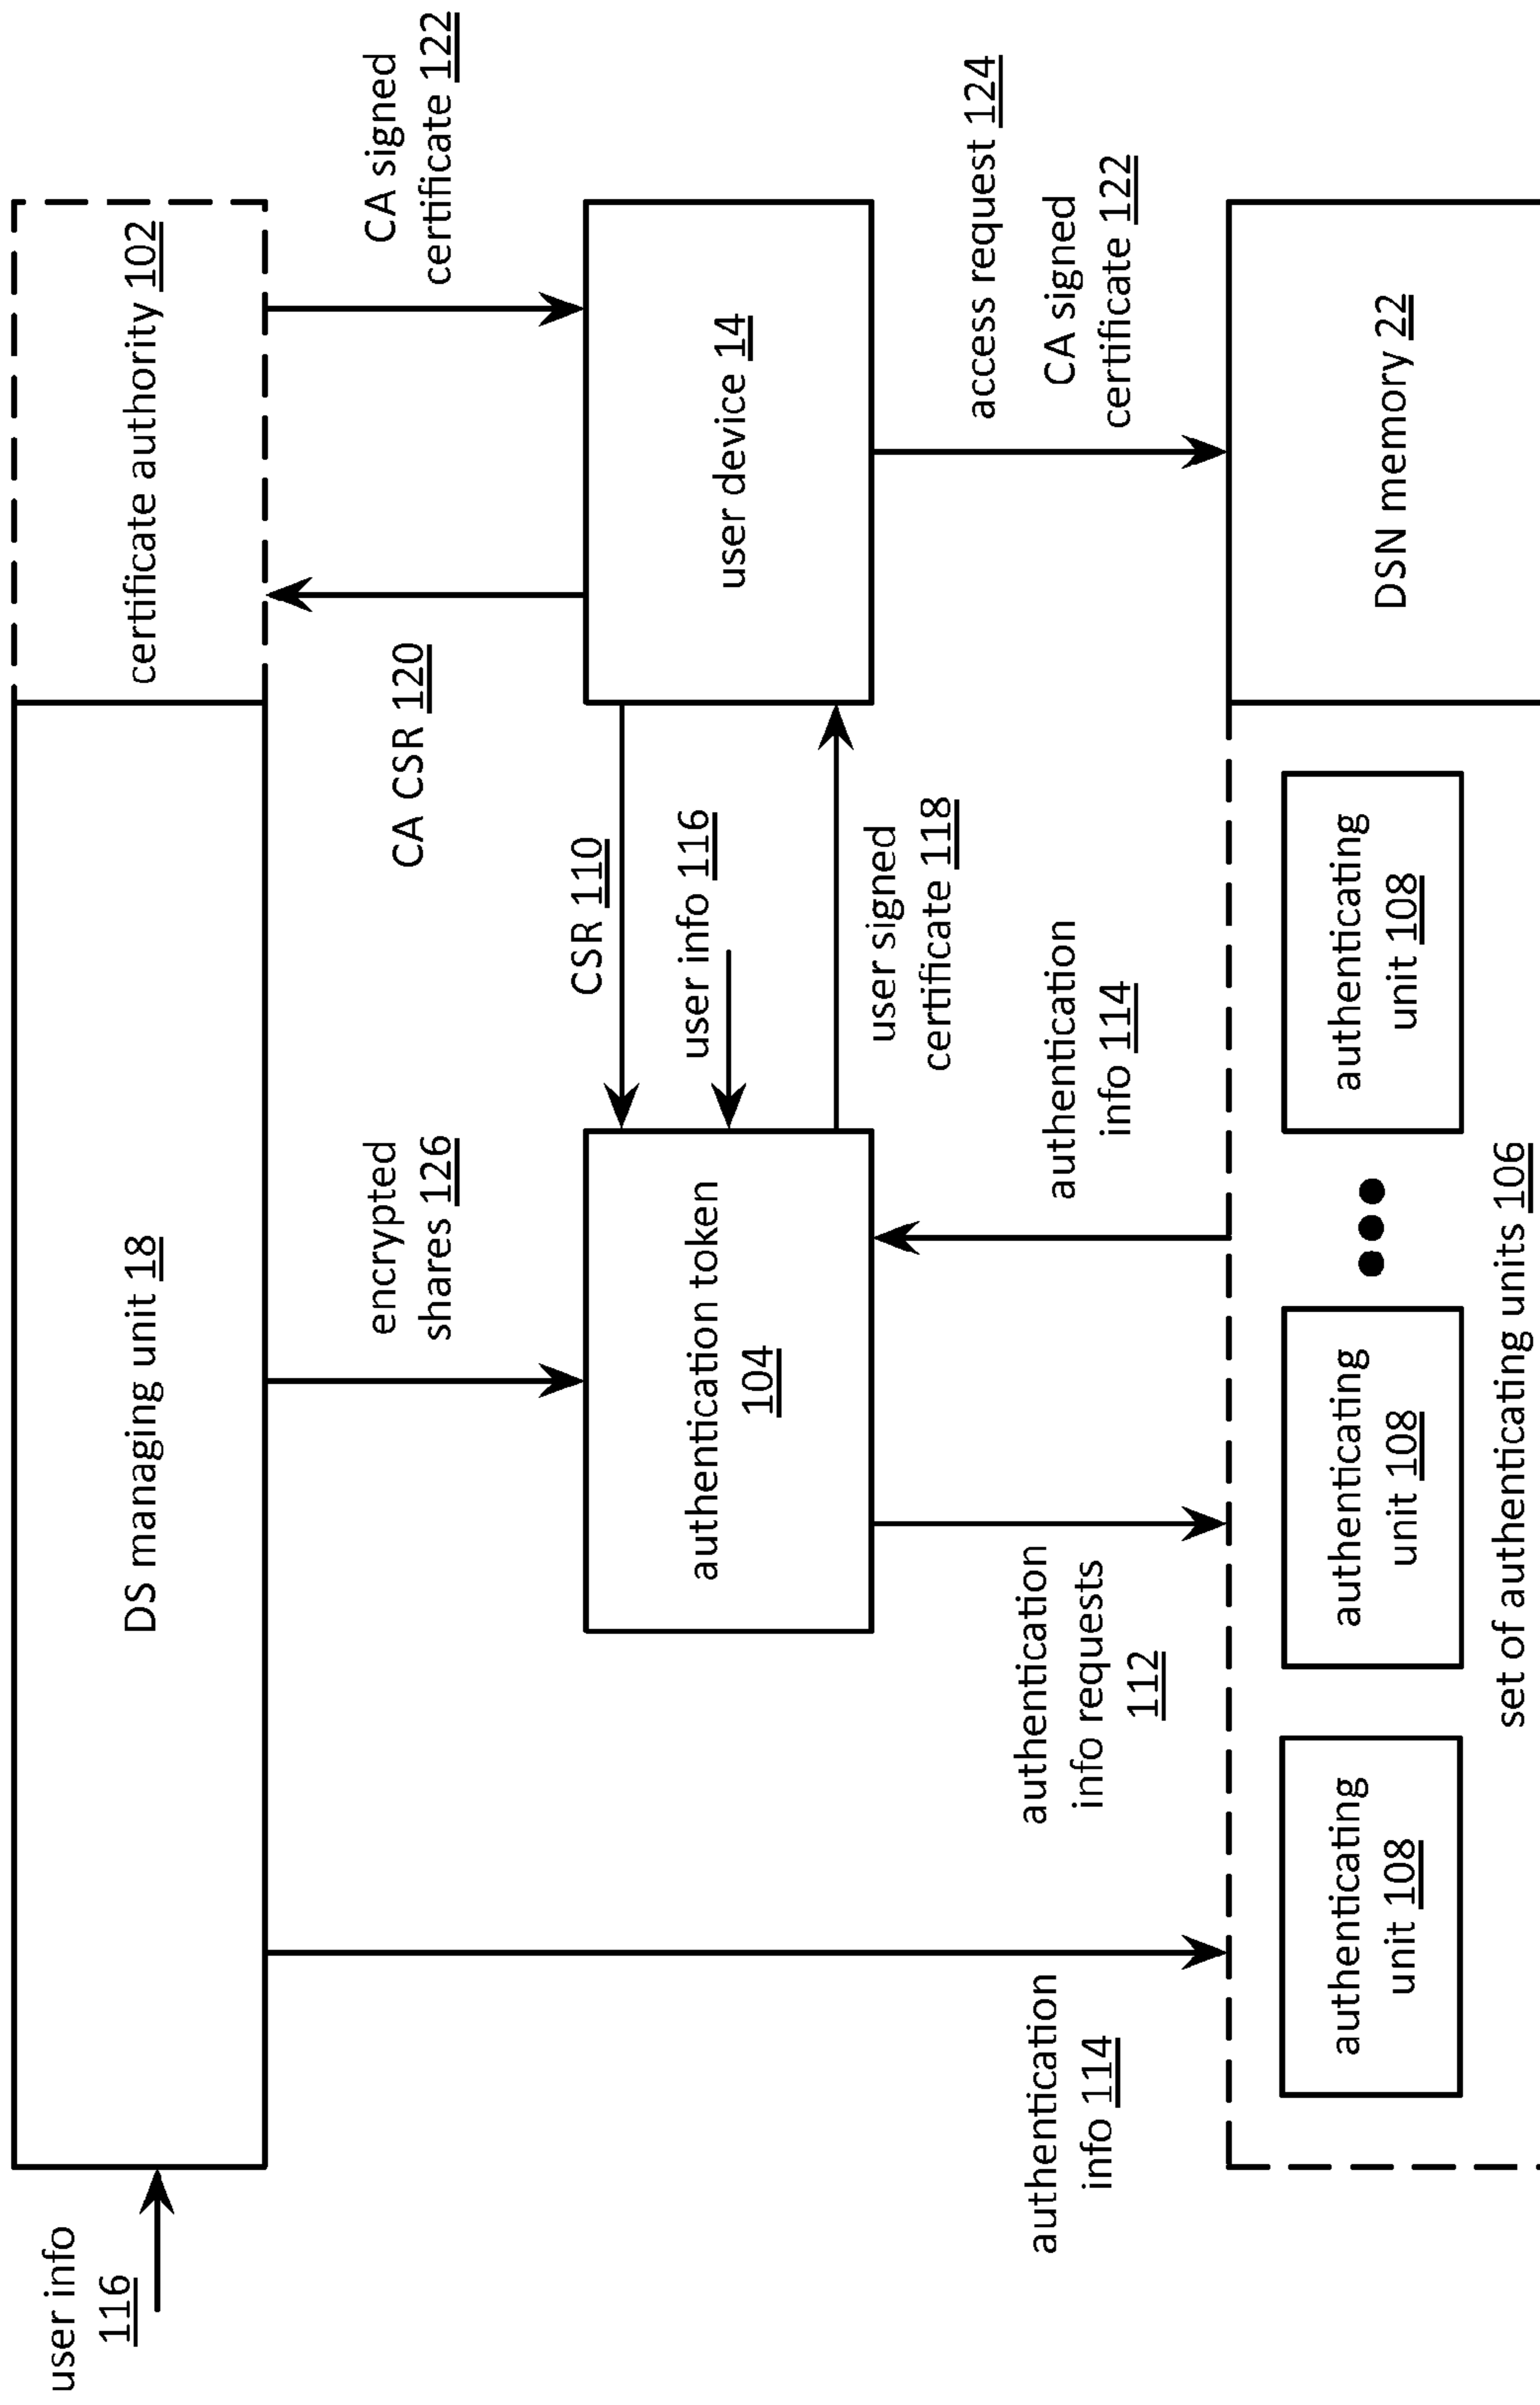 user info
116
DS managing unit 18
certificate authority 102
encrypted
shares 126
CA CSR 120
CA signed
certificate 122
authentication token
104
CSR 110
user info 116
user signed
certificate 118
user device 14
authentication
info 114
authentication
info requests
112
authentication
info 114
access request 124
CA signed
certificate 122
authenticating
unit 108
authenticating
unit 108
authenticating
unit 108
set of authenticating units 106
DSN memory 22